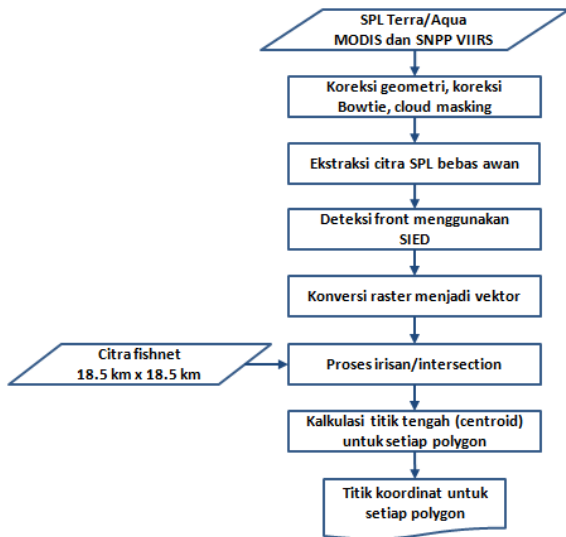 SPL Terra/Aqua
MODIS dan SNPP VIIRS
Koreksi geometri, koreksi
Bowtie, cloud masking
Ekstraksi citra SPL bebas awan
Deteksi front menggunakan
SIED
Konversi raster menjadi vektor
Citra fishnet
18.5 km x 18.5 km
Proses irisan/intersection
Kalkulasi titik tengah (centroid)
untuk setiap polygon
Titik koordinat untuk
setiap polygon